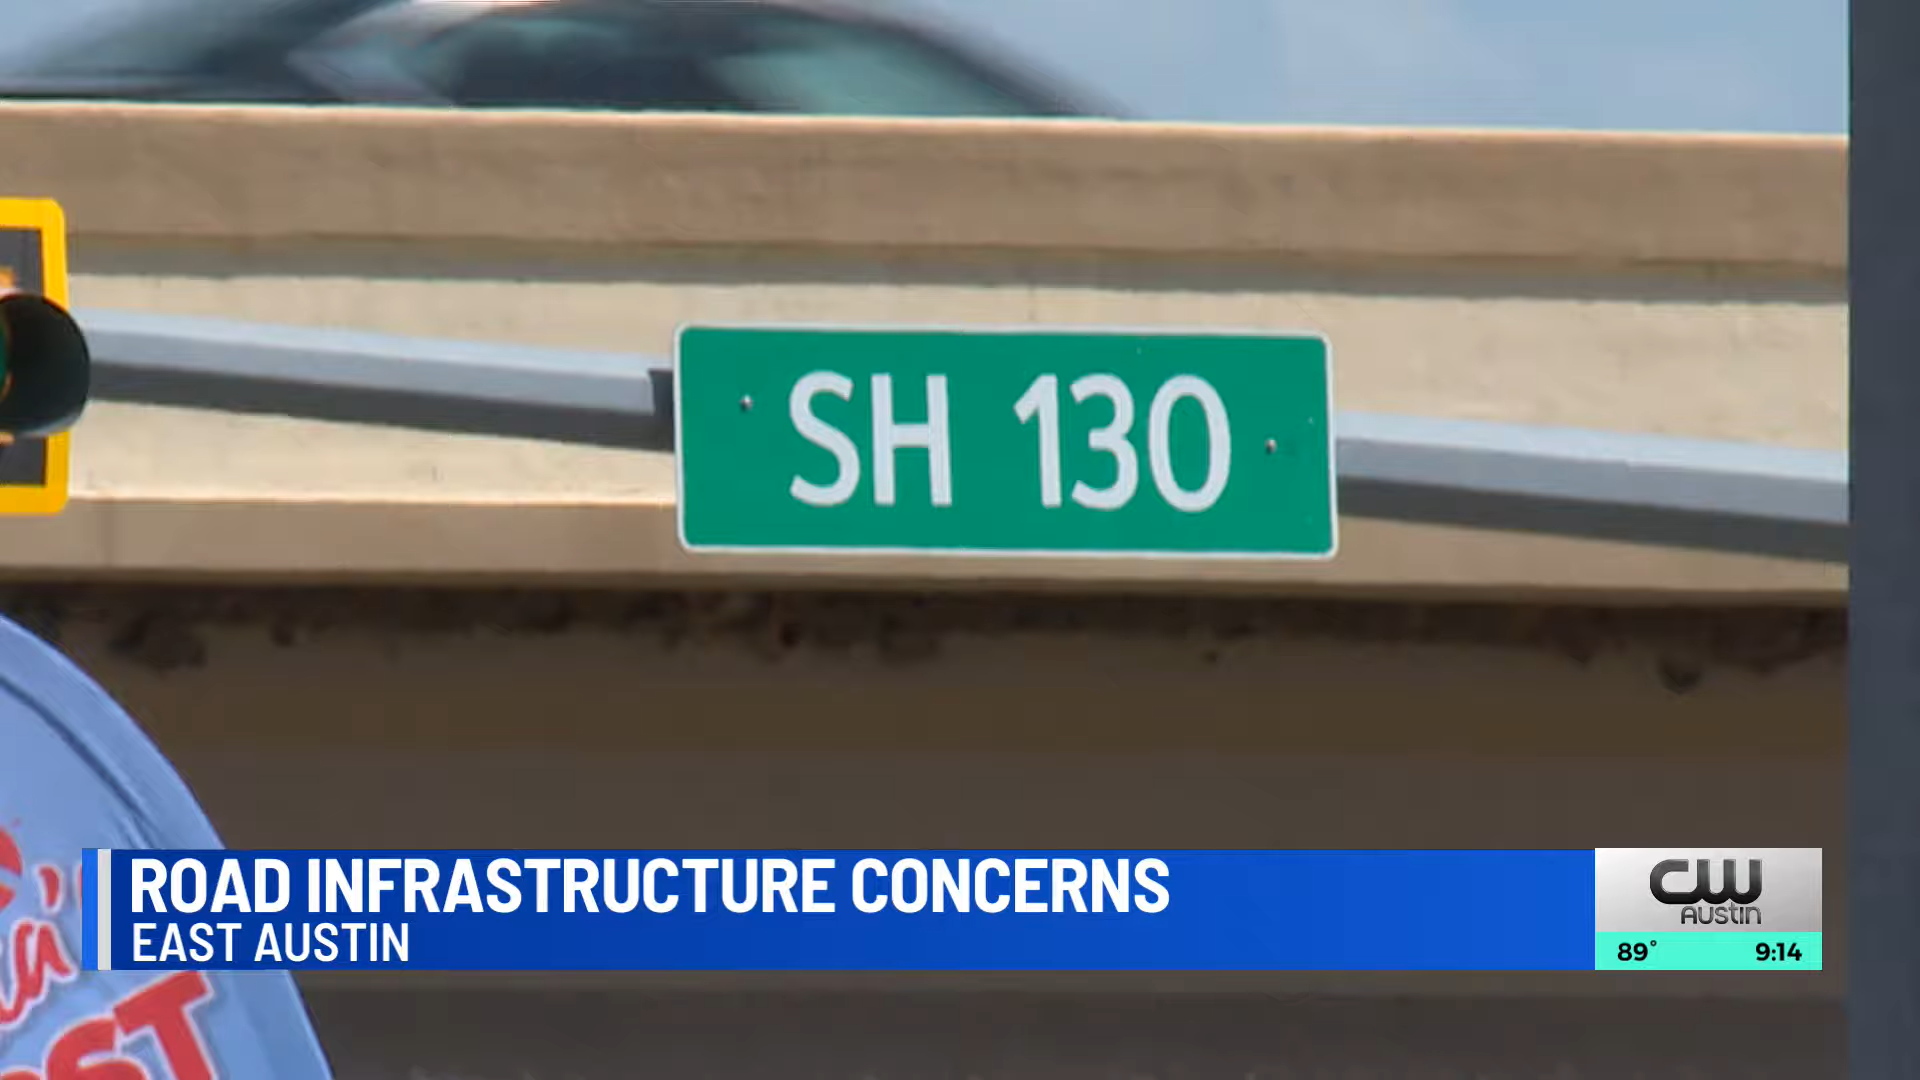 SH 130
ROAD INFRASTRUCTURE CONCERNS
EAST AUSTIN
CW
AUSTIN
89° 9:14